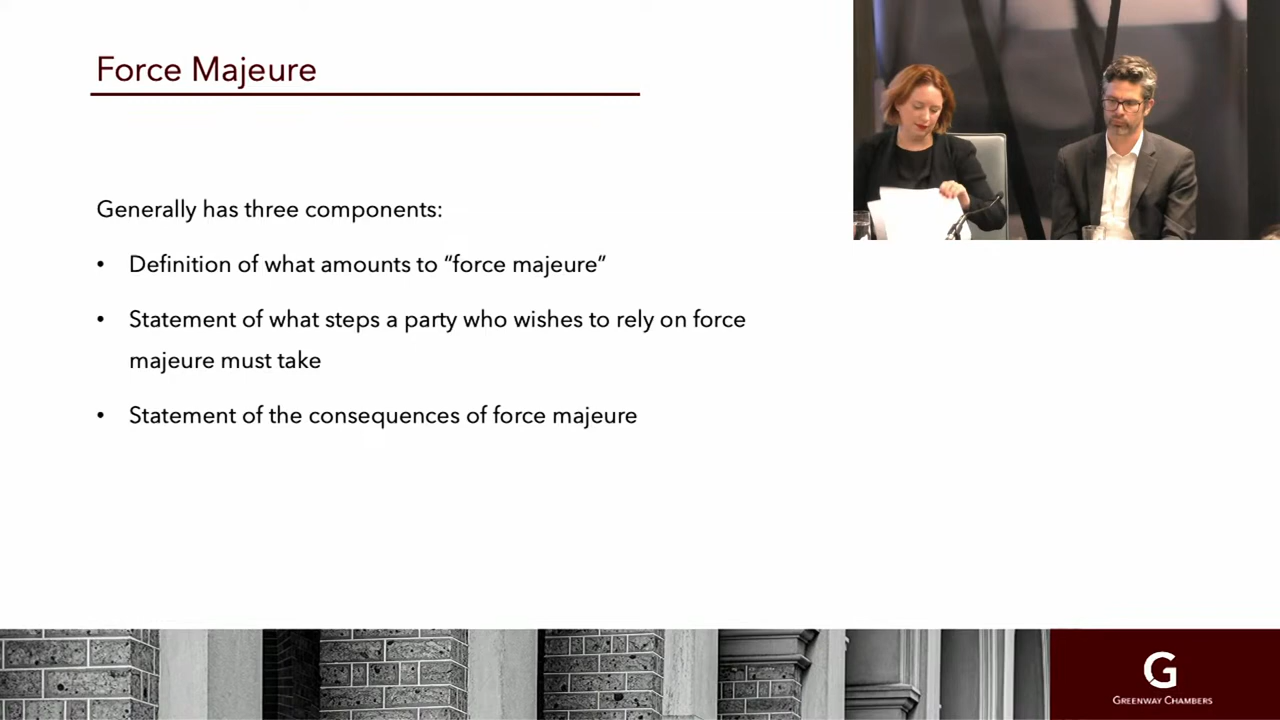 Force Majeure
Generally has three components:
• Definition of what amounts to “force majeure“
• Statement of what steps a party who wishes to rely on force
majeure must take
• Statement of the consequences of force majeure
G
GREENWAY CHAMBERS